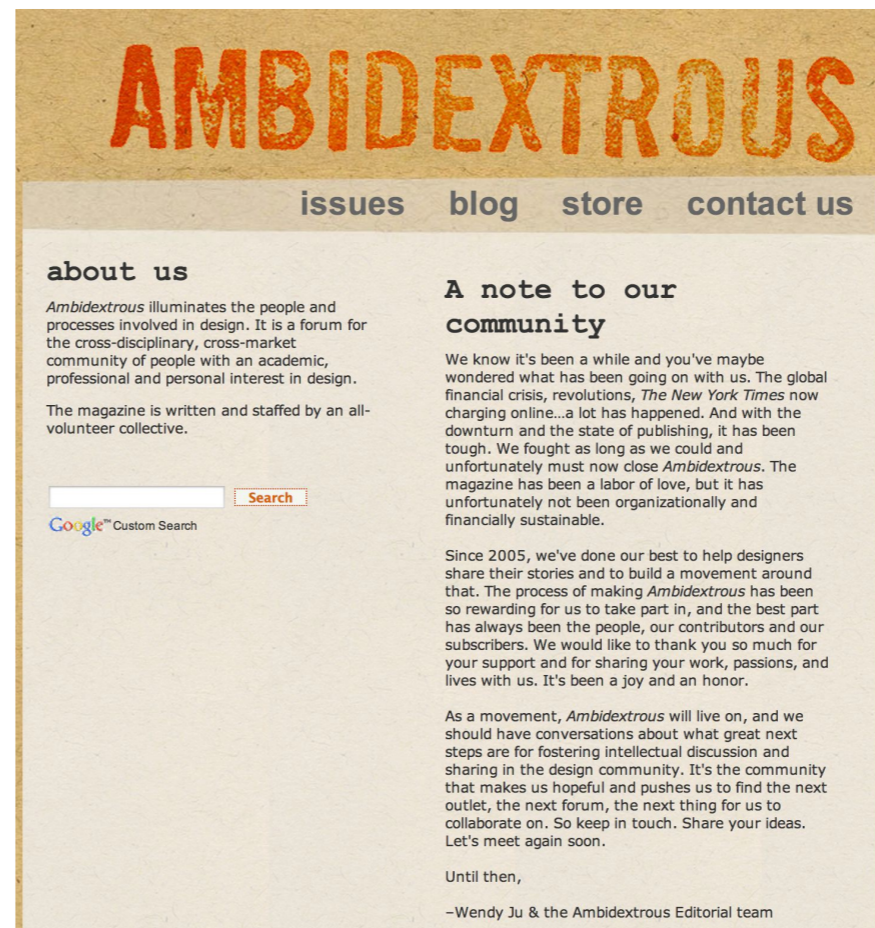 AMBIDEXTROUS
issues blog store contact us
about us
Ambidextrous illuminates the people and
processes involved in design. It is a forum for
the cross-disciplinary, cross-market
community of people with an academic,
professional and personal interest in design.
The magazine is written and staffed by an all-
volunteer collective.
Search
Google™ Custom Search
A note to our
community
We know it's been a while and you've maybe
wondered what has been going on with us. The global
financial crisis, revolutions, The New York Times now
charging online…a lot has happened. And with the
downturn and the state of publishing, it has been
tough. We fought as long as we could and
unfortunately must now close Ambidextrous. The
magazine has been a labor of love, but it has
unfortunately not been organizationally and
financially sustainable.
Since 2005, we've done our best to help designers
share their stories and to build a movement around
that. The process of making Ambidextrous has been
so rewarding for us to take part in, and the best part
has always been the people, our contributors and our
subscribers. We would like to thank you so much for
your support and for sharing your work, passions, and
lives with us. It's been a joy and an honor.
As a movement, Ambidextrous will live on, and we
should have conversations about what great next
steps are for fostering intellectual discussion and
sharing in the design community. It's the community
that makes us hopeful and pushes us to find the next
outlet, the next forum, the next thing for us to
collaborate on. So keep in touch. Share your ideas.
Let's meet again soon.
Until then,
–Wendy Ju & the Ambidextrous Editorial team